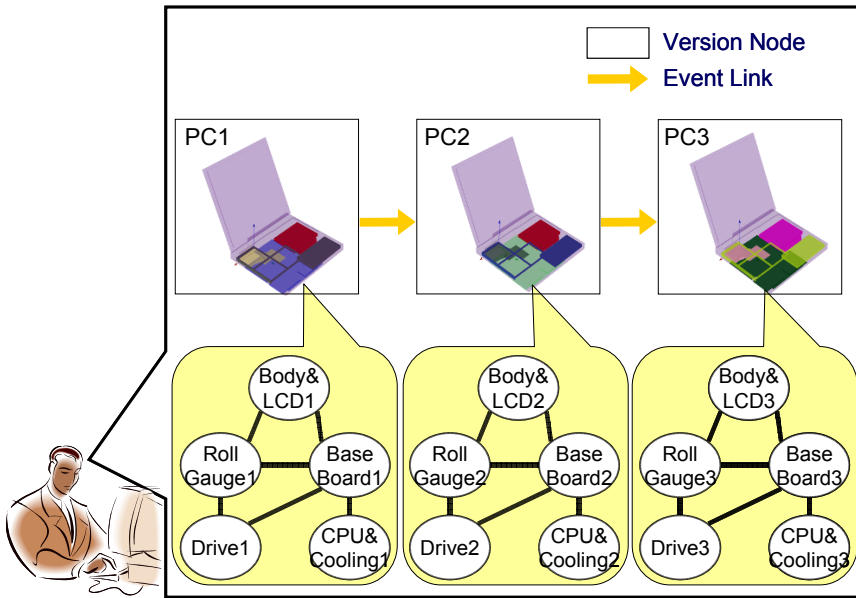 Version Node
Event Link
PC1
PC2
PC3
Body&
LCD1
Roll
Gauge1
Base
Board1
Drive1
CPU&
Cooling1
Body&
LCD2
Roll
Gauge2
Base
Board2
Drive2
CPU&
Cooling2
Body&
LCD3
Roll
Gauge3
Base
Board3
Drive3
CPU&
Cooling3